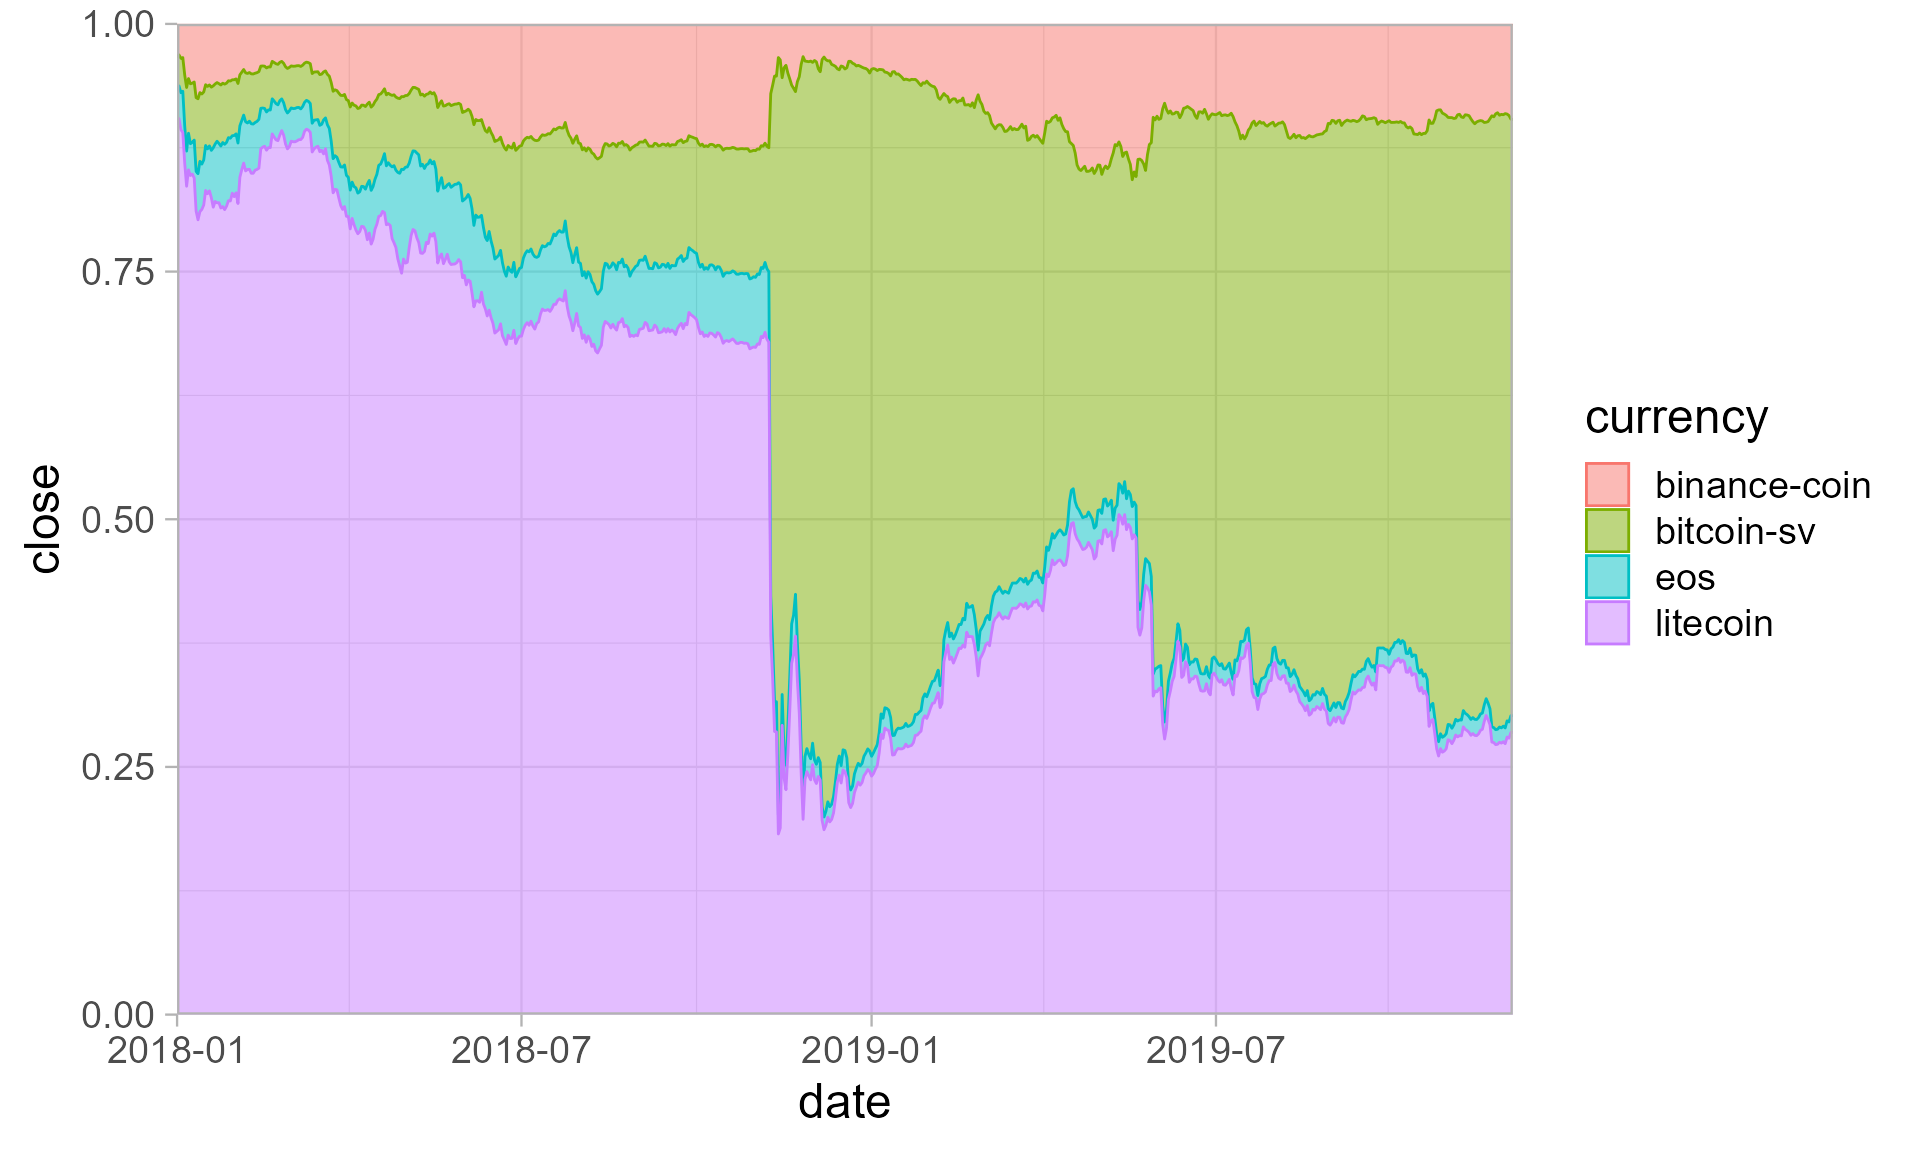 1.00
0.75
0.50
0.25
0.00
close
2018-01
2018-07
2019-01
2019-07
date
currency
binance-coin
bitcoin-sv
eos
litecoin